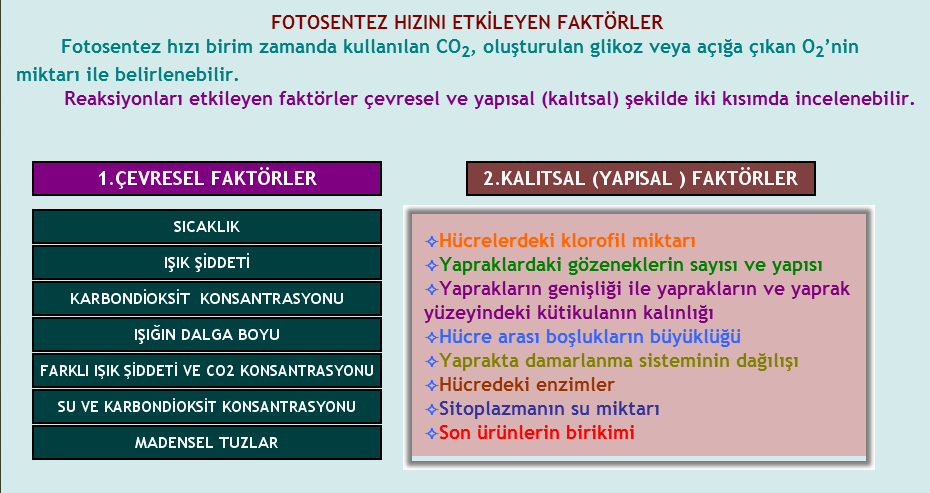 FOTOSENTEZ HIZINI ETKİLEYEN FAKTÖRLER
Fotosentez hızı birim zamanda kullanılan CO₂, oluşturulan glikoz veya açığa çıkan O₂’nin
miktarı ile belirlenebilir.
Reaksiyonları etkileyen faktörler çevresel ve yapısal (kalıtsal) şekilde iki kısımda incelenebilir.
1.ÇEVRESEL FAKTÖRLER
SICAKLIK
IŞIK ŞİDDETİ
KARBONDİOKSİT KONSANTRASYONU
IŞIĞIN DALGA BOYU
FARKLI IŞIK ŞİDDETİ VE CO2 KONSANTRASYONU
SU VE KARBONDİOKSİT KONSANTRASYONU
MADENSEL TUZLAR
2.KALITSAL (YAPISAL ) FAKTÖRLER
✧Hücrelerdeki klorofil miktarı
✧Yapraklardaki gözeneklerin sayısı ve yapısı
✧Yaprakların genişliği ile yaprakların ve yaprak
yüzeyindeki kütikulanın kalınlığı
✧Hücre arası boşlukların büyüklüğü
✧Yaprakta damarlanma sisteminin dağılışı
✧Hücredeki enzimler
✧Sitoplazmanın su miktarı
✧Son ürünlerin birikimi